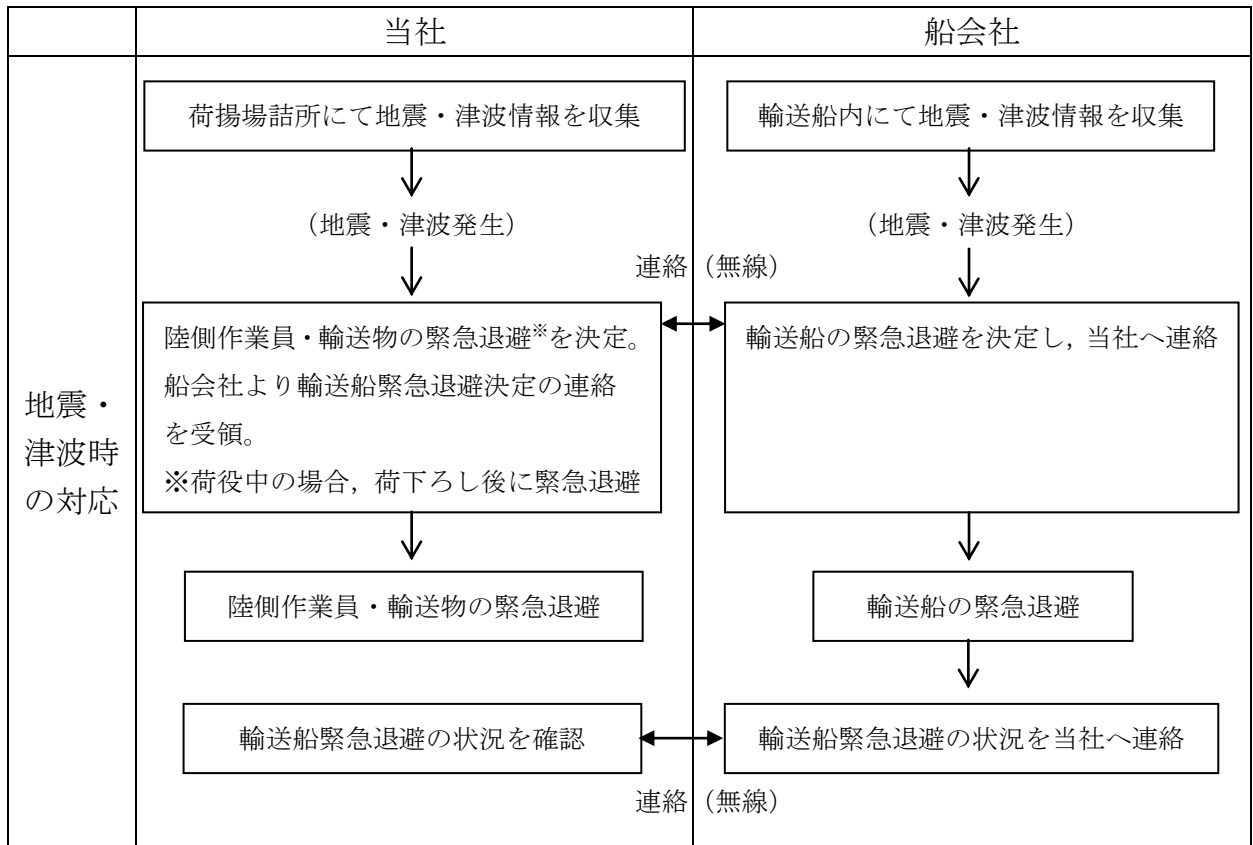 当社
船会社
地震・
津波時
の対応
荷揚場詰所にて地震・津波情報を収集
輸送船内にて地震・津波情報を収集
（地震・津波発生）
（地震・津波発生）
連絡（無線）
陸側作業員・輸送物の緊急退避※を決定。
船会社より輸送船緊急退避決定の連絡
を受領。
※荷役中の場合，荷下ろし後に緊急退避
輸送船の緊急退避を決定し，当社へ連絡
陸側作業員・輸送物の緊急退避
輸送船の緊急退避
輸送船緊急退避の状況を確認
輸送船緊急退避の状況を当社へ連絡
連絡（無線）